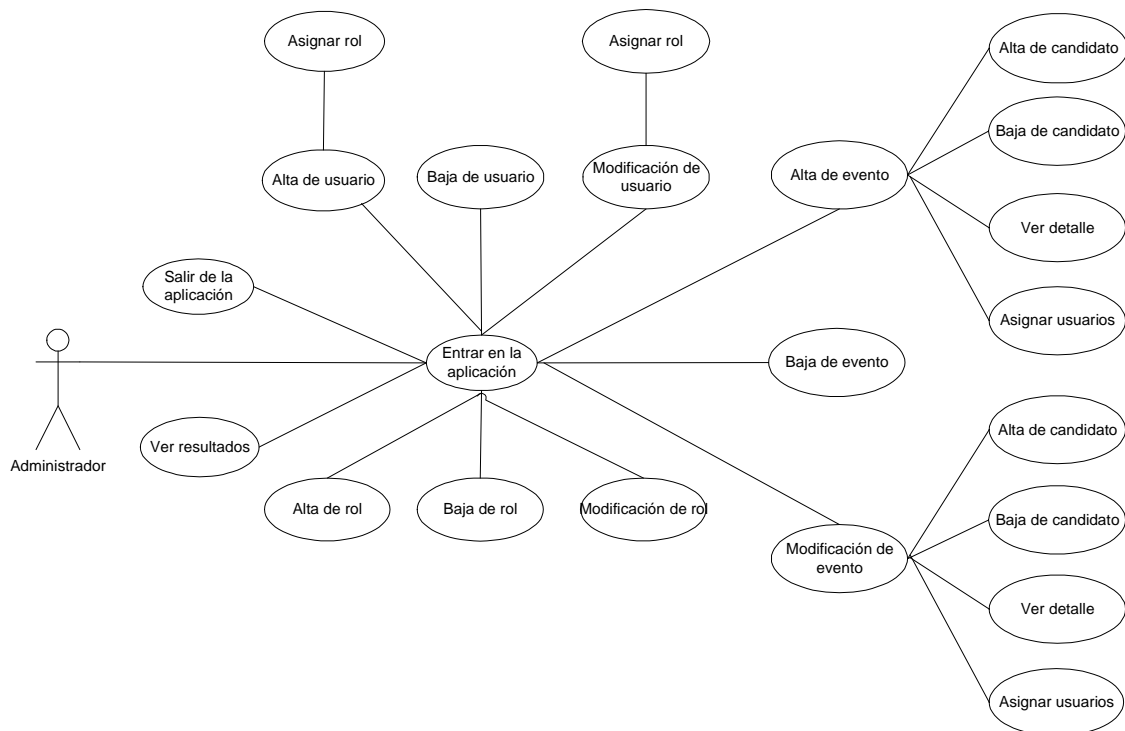 Asignar rol
Asignar rol
Alta de candidato
Baja de candidato
Alta de usuario
Baja de usuario
Modificación de
usuario
Alta de evento
Ver detalle
Salir de la
aplicación
Asignar usuarios
Entrar en la
aplicación
Baja de evento
Administrador
Ver resultados
Alta de candidato
Alta de rol
Baja de rol
Modificación de rol
Baja de candidato
Modificación de
evento
Ver detalle
Asignar usuarios